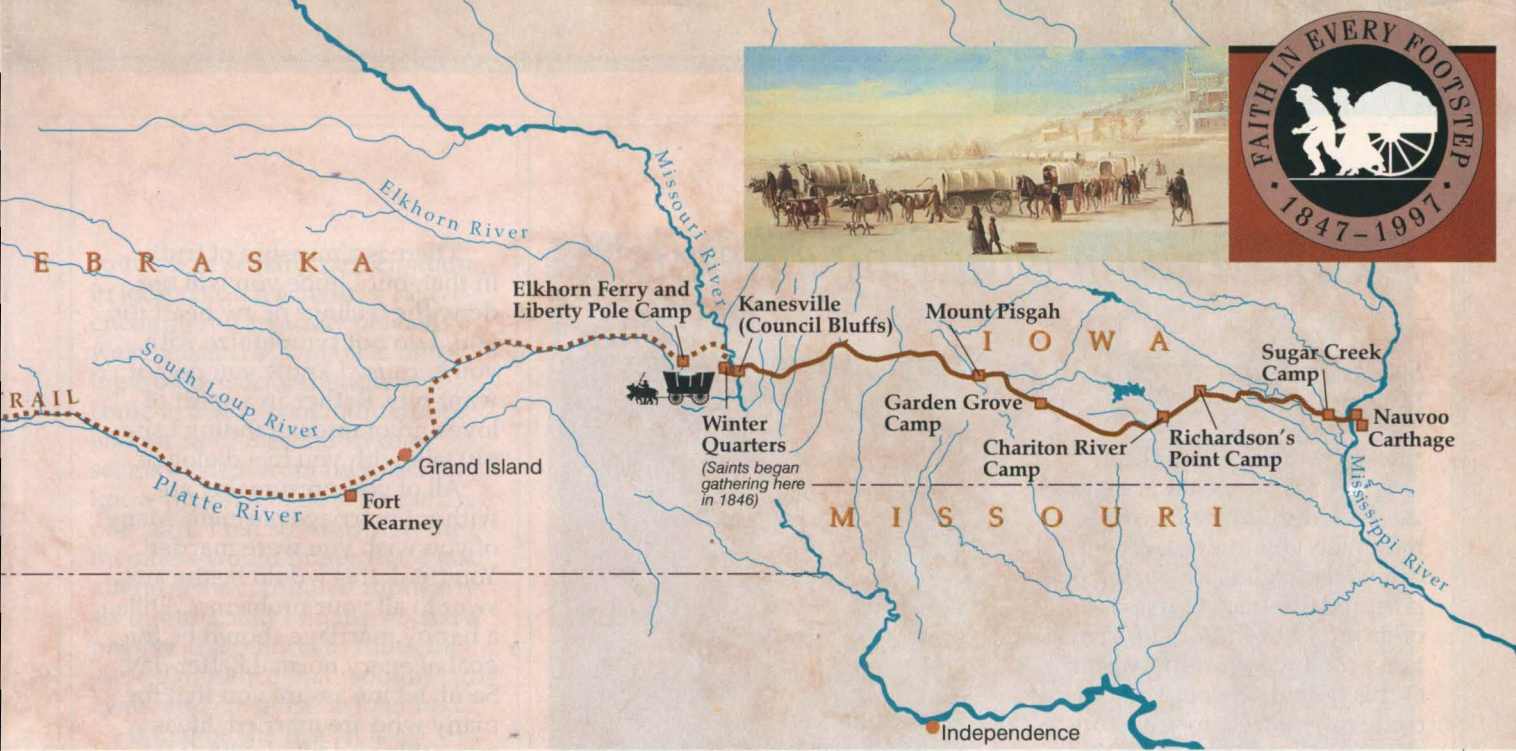 FAITH IN EVERY FOOTSTEP
• 1847–1997 •
Missouri River
Elkhorn River
EBRASKA
Elkhorn Ferry and
Liberty Pole Camp
Kanesville
(Council Bluffs)
Mount Pisgah
IOWA
Sugar Creek
Camp
South Loup River
TRAIL
Garden Grove
Camp
Winter
Quarters
(Saints began
gathering here
in 1846)
Chariton River
Camp
Richardson's
Point Camp
Nauvoo
Carthage
Grand Island
Platte River
Fort
Kearney
MISSOURI
Mississippi River
Independence